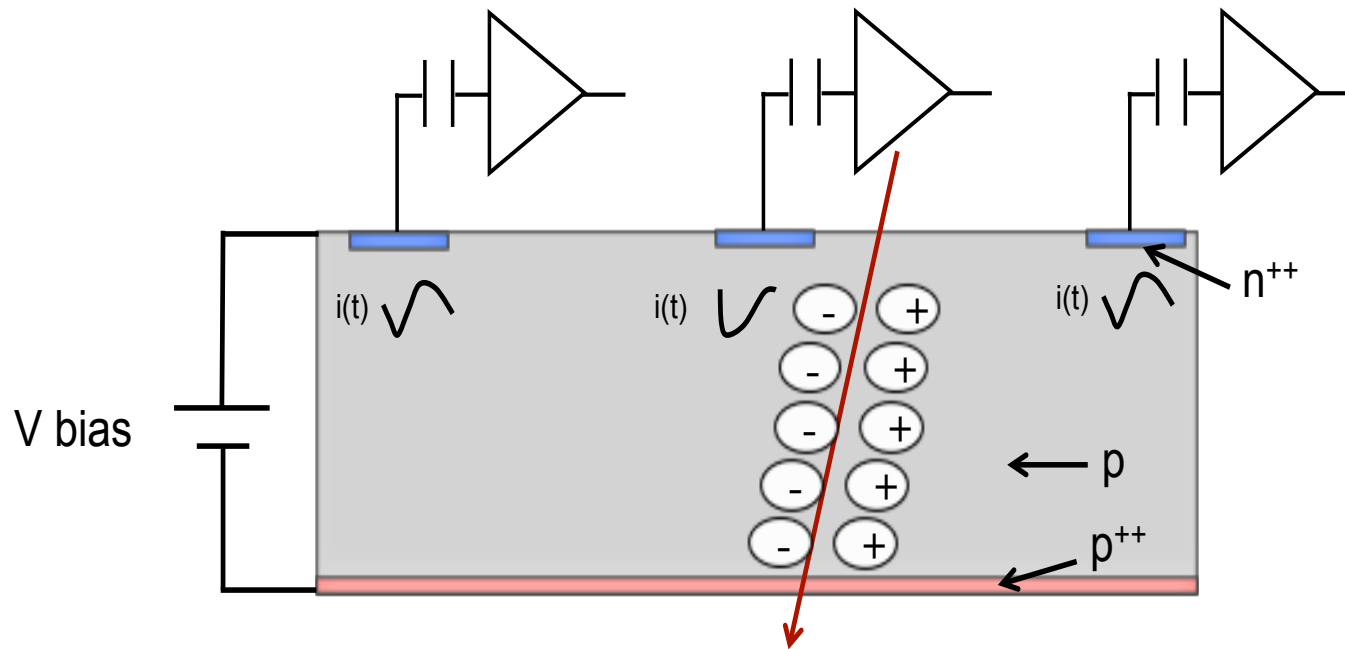 i(t)
i(t)
i(t)
n⁺⁺
- +
- +
V bias
- +
p
- +
- +
p⁺⁺